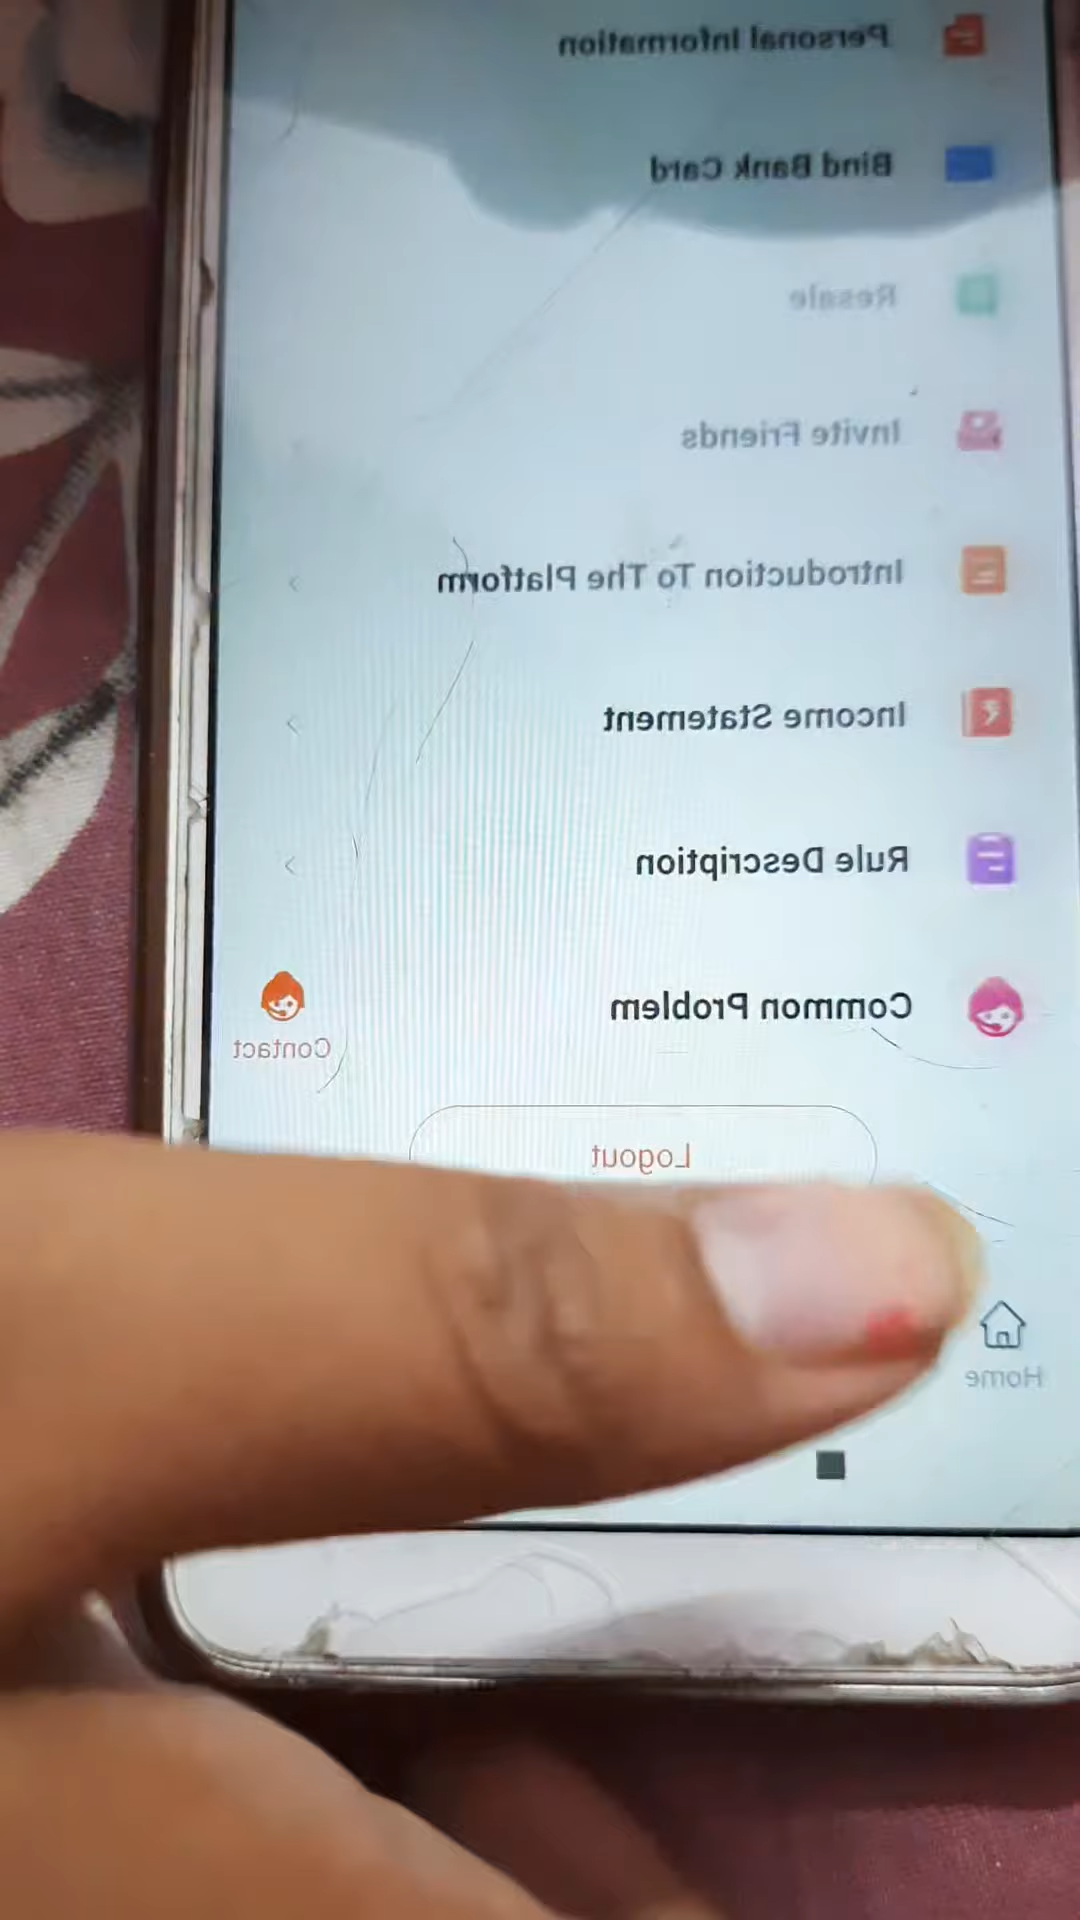 Personal Information
Bind Bank Card
Resale
Invite Friends
Introduction To The Platform
Income Statement
Rule Description
Common Problem
Contact
Logout
Home